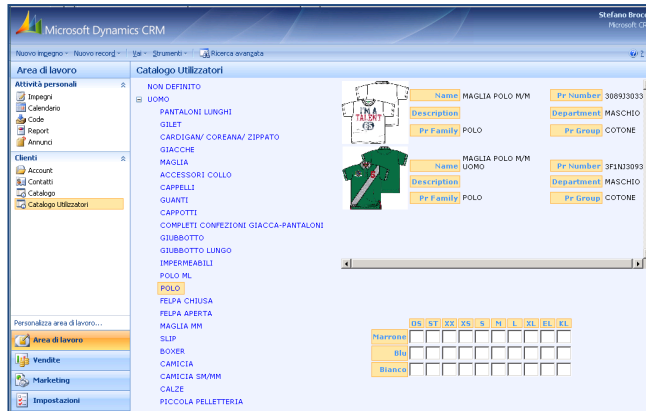 Stefano Broc
Microsoft CR
Microsoft Dynamics CRM
Nuovo impegno Nuovo record Vai Strumenti Ricerca avanzata
Area di lavoro
Catalogo Utilizzatori
Attività personali
Impegni
Calendario
Code
Report
Annunci
Clienti
Account
Contatti
Catalogo
Catalogo Utilizzatori
Personalizza area di lavoro...
Area di lavoro
Vendite
Marketing
Impostazioni
NON DEFINITO
UOMO
PANTALONI LUNGHI
GILET
CARDIGAN/ COREANA/ ZIPPATO
GIACCHE
MAGLIA
ACCESSORI COLLO
CAPPELLI
GUANTI
CAPPOTTI
COMPLETI CONFEZIONI GIACCA-PANTALONI
GIUBBOTTO
GIUBBOTTO LUNGO
IMPERMEABILI
POLO ML
POLO
FELPA CHIUSA
FELPA APERTA
MAGLIA MM
SLIP
BOXER
CAMICIA
CAMICIA SM/MM
CALZE
PICCOLA PELLETTERIA
I'M A
TALENT
Name MAGLIA POLO M/M Pr Number 3089J3033
Description Department MASCHIO
Pr Family POLO Pr Group COTONE
Name MAGLIA POLO M/M UOMO Pr Number 3F1NJ3093
Description Department MASCHIO
Pr Family POLO Pr Group COTONE
OS ST XX XS S M L XL EL KL
Marrone
Blu
Bianco